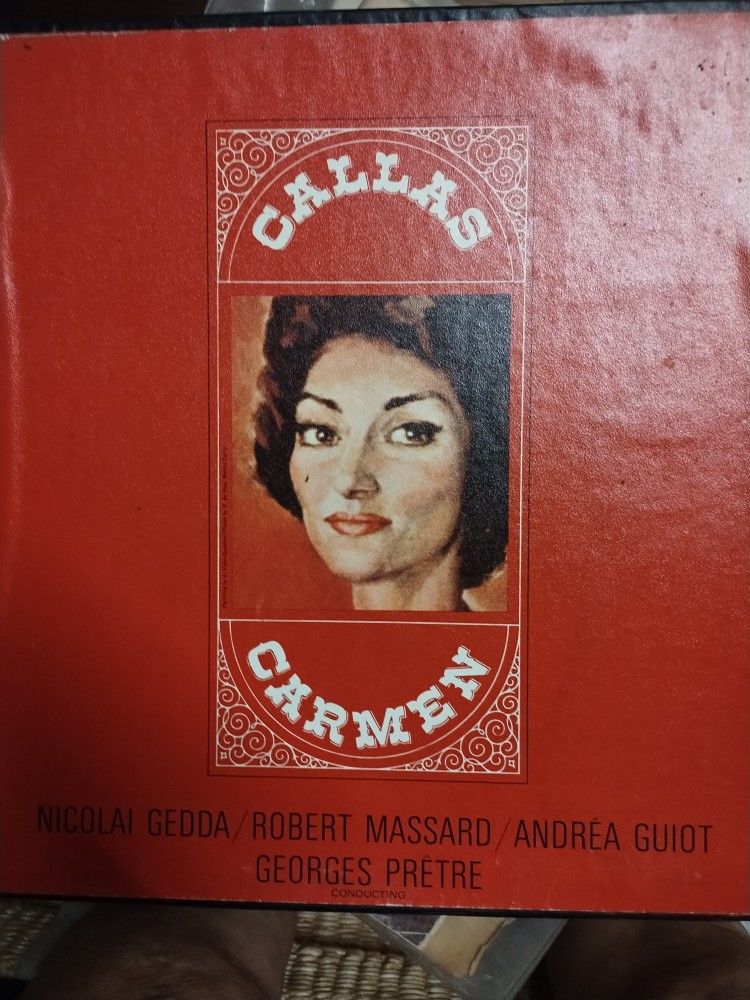 CALLAS
CARMEN
NICOLAI GEDDA/ROBERT MASSARD/ANDRÉA GUIOT
GEORGES PRÊTRE
CONDUCTING